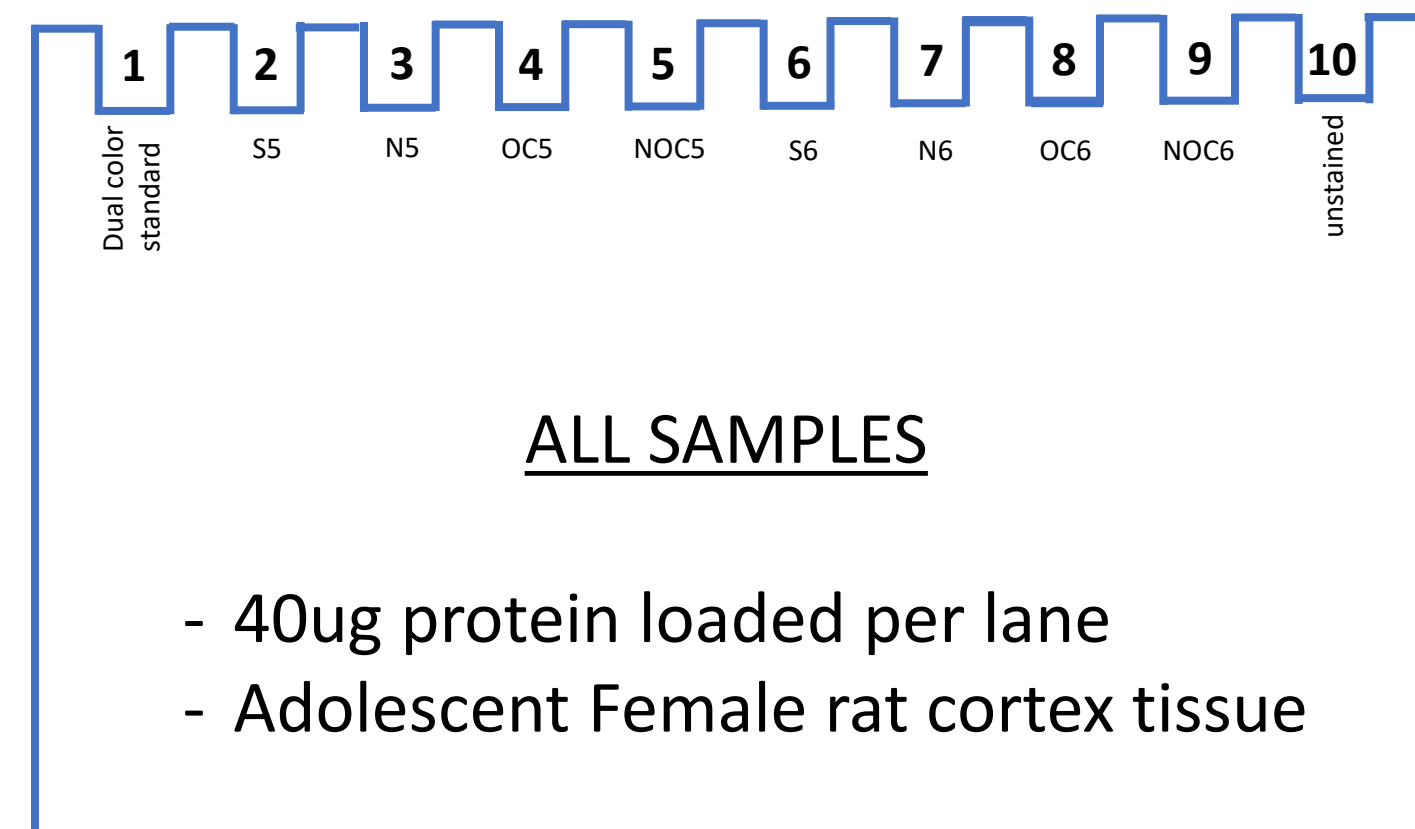 1 2 3 4 5 6 7 8 9 10
Dual color
standard
S5 N5 OC5 NOC5 S6 N6 OC6 NOC6
unstained
ALL SAMPLES
- 40ug protein loaded per lane
- Adolescent Female rat cortex tissue